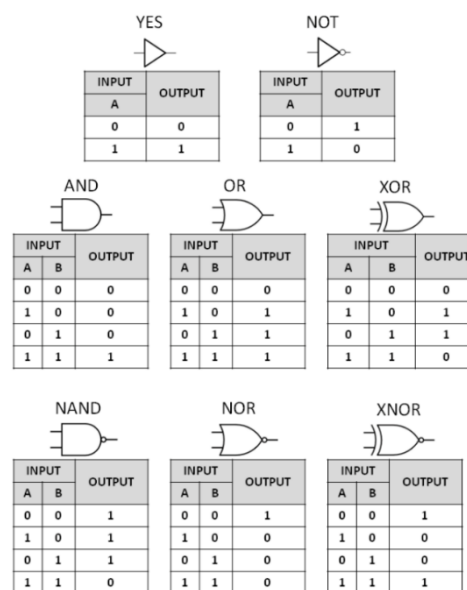 YES NOT
INPUT OUTPUT INPUT OUTPUT
A A
0 0 0 1
1 1 1 0
AND OR XOR
INPUT OUTPUT INPUT OUTPUT INPUT OUTPUT
A B A B A B
0 0 0 0 0 0 0 0 0
1 0 0 1 0 1 1 0 1
0 1 0 0 1 1 0 1 1
1 1 1 1 1 1 1 1 0
NAND NOR XNOR
INPUT OUTPUT INPUT OUTPUT INPUT OUTPUT
A B A B A B
0 0 1 0 0 1 0 0 1
1 0 1 1 0 0 1 0 0
0 1 1 0 1 0 0 1 0
1 1 0 1 1 0 1 1 1